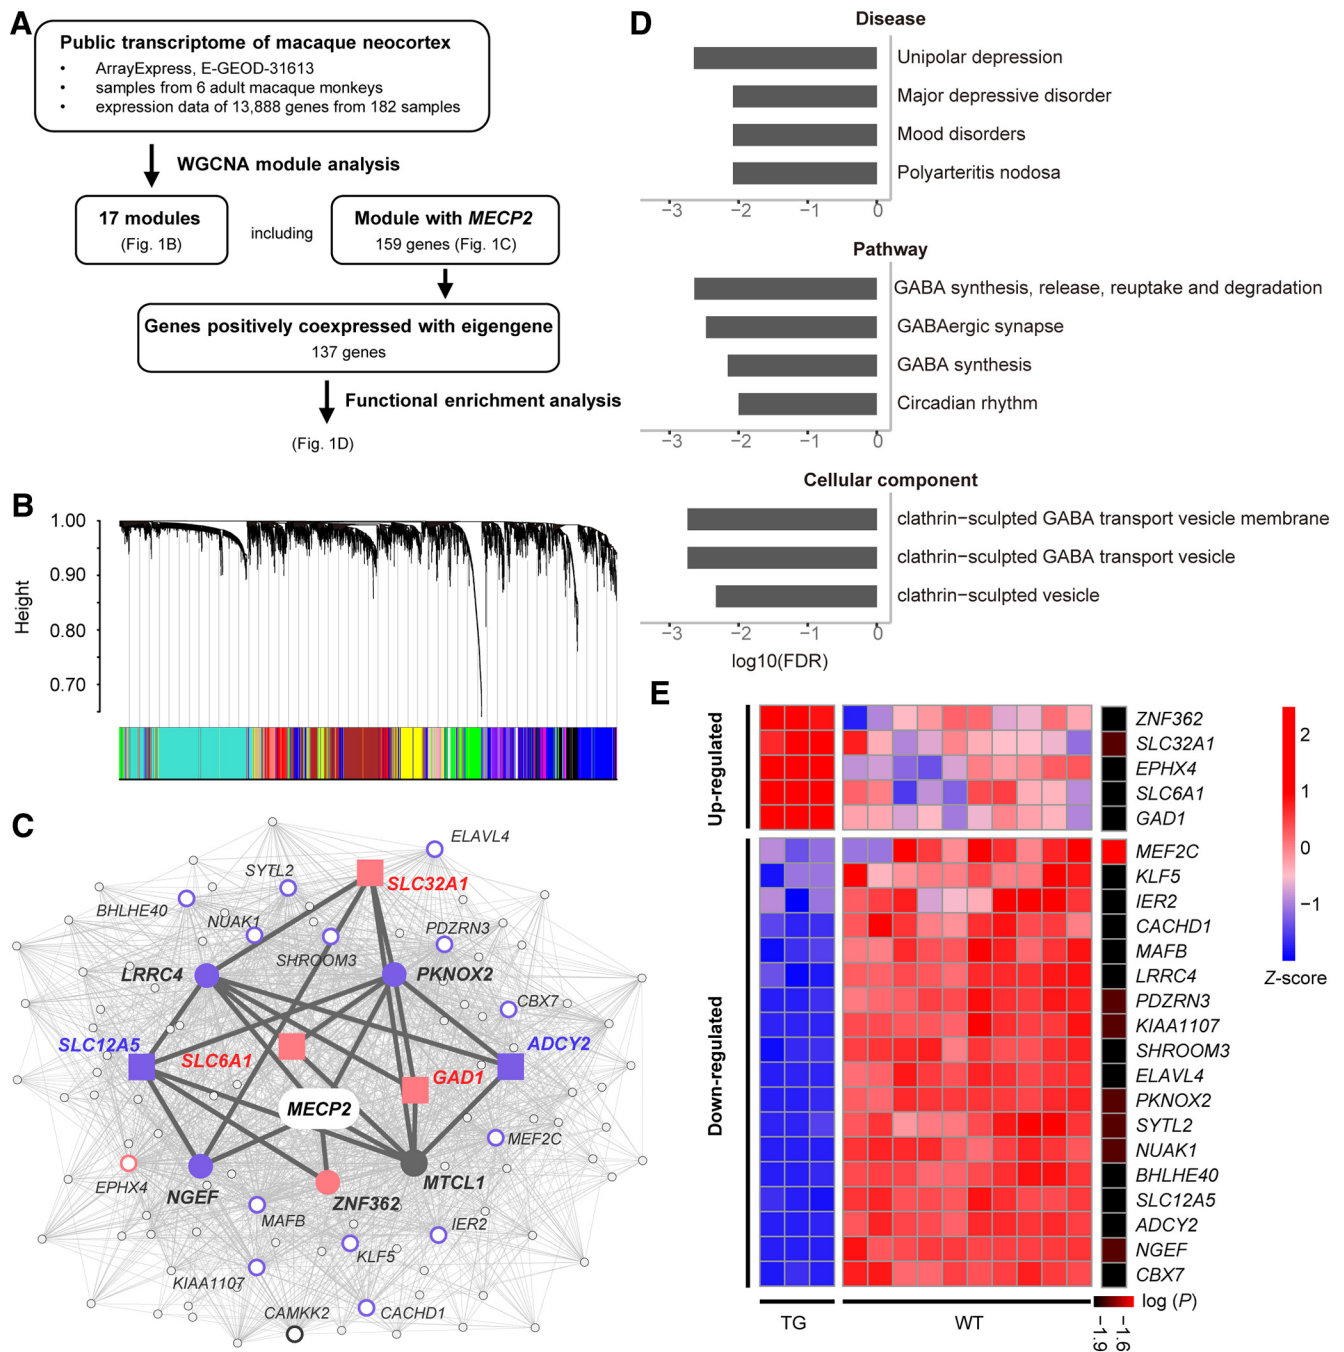 A
Public transcriptome of macaque neocortex
• ArrayExpress, E-GEOD-31613
• samples from 6 adult macaque monkeys
• expression data of 13,888 genes from 182 samples
WGCNA module analysis
17 modules
(Fig. 1B)
including
Module with MECP2
159 genes (Fig. 1C)
Genes positively coexpressed with eigengene
137 genes
Functional enrichment analysis
(Fig. 1D)
B
Height
1.00
0.90
0.80
0.70
C
ELAVL4
SYTL2
SLC32A1
BHLHE40
NUAK1
PDZRN3
SHROOM3
LRRC4
PKNOX2
CBX7
SLC12A5
SLC6A1
ADCY2
GAD1
MECP2
MEF2C
EPHX4
NGEF
MTCL1
ZNF362
MAFB
IER2
KLF5
KIAA1107
CAMKK2
CACHD1
D
Disease
Unipolar depression
Major depressive disorder
Mood disorders
Polyarteritis nodosa
−3 −2 −1 0
Pathway
GABA synthesis, release, reuptake and degradation
GABAergic synapse
GABA synthesis
Circadian rhythm
−3 −2 −1 0
Cellular component
clathrin−sculpted GABA transport vesicle membrane
clathrin−sculpted GABA transport vesicle
clathrin−sculpted vesicle
−3 −2 −1 0
log10(FDR)
E
Up-regulated
ZNF362
SLC32A1
EPHX4
SLC6A1
GAD1
Down-regulated
MEF2C
KLF5
IER2
CACHD1
MAFB
LRRC4
PDZRN3
KIAA1107
SHROOM3
ELAVL4
PKNOX2
SYTL2
NUAK1
BHLHE40
SLC12A5
ADCY2
NGEF
CBX7
TG
WT
log (P)
−1.9
−1.6
2
1
0
−1
Z-score